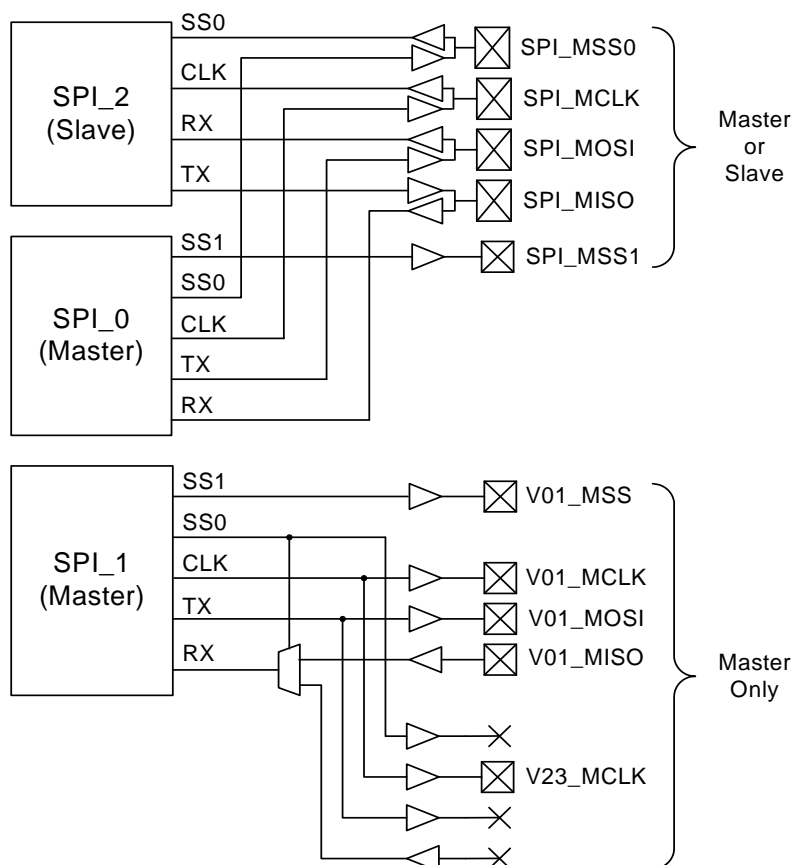 SS0
SPI_MSS0
CLK
SPI_MCLK
SPI_2
(Slave)
RX
SPI_MOSI
TX
SPI_MISO
Master
or
Slave
SS1
SPI_MSS1
SS0
SPI_0
(Master)
CLK
TX
RX
SS1
V01_MSS
SS0
SPI_1
(Master)
CLK
V01_MCLK
TX
V01_MOSI
RX
V01_MISO
Master
Only
V23_MCLK